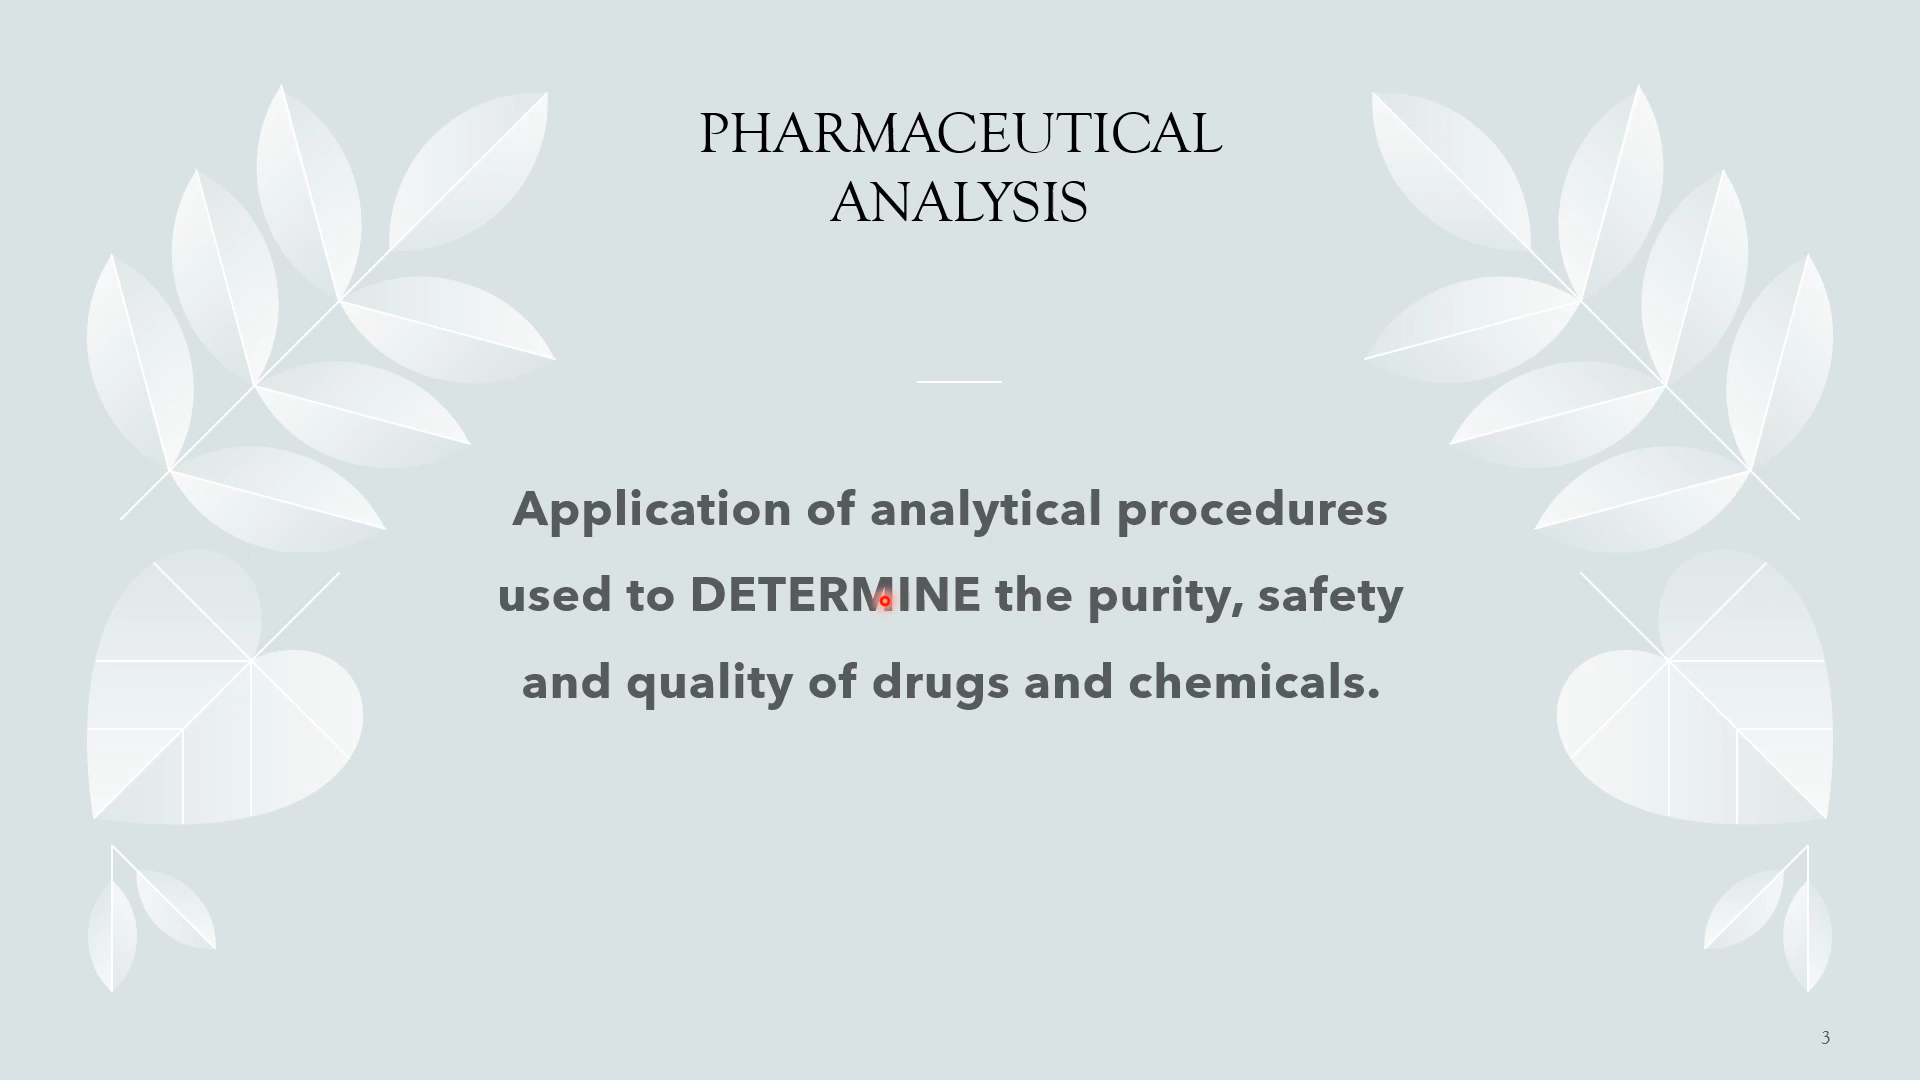 PHARMACEUTICAL
ANALYSIS
Application of analytical procedures
used to DETERMINE the purity, safety
and quality of drugs and chemicals.
3